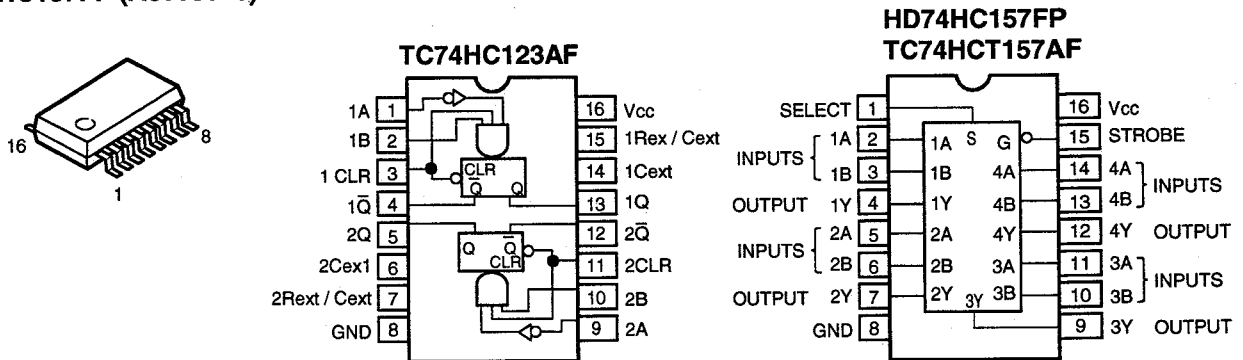 HD74HC157FP
TC74HCT157AF
TC74HC123AF
16
8
1
1A 1
1B 2
1 CLR 3
1Q̅ 4
2Q 5
2Cex1 6
2Rext / Cext 7
GND 8
16 Vcc
15 1Rex / Cext
14 1Cext
13 1Q
12 2Q̅
11 2CLR
10 2B
9 2A
CLR
Q̅ Q
Q Q̅
CLR
SELECT 1
INPUTS
1A 2
1B 3
OUTPUT 1Y 4
INPUTS
2A 5
2B 6
OUTPUT 2Y 7
GND 8
S G
1A 4A
1B 4B
1Y 4Y
2A 3A
2B 3B
2Y 3Y
16 Vcc
15 STROBE
14 4A
13 4B
INPUTS
12 4Y OUTPUT
11 3A
10 3B
INPUTS
9 3Y OUTPUT